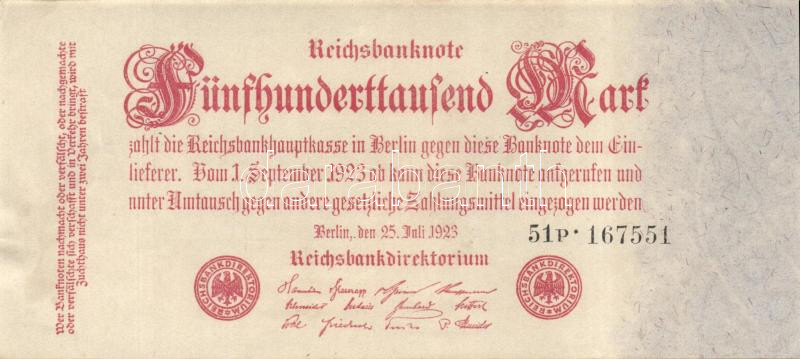 Reichsbanknote
Fünfhunderttausend Mark
zahlt die Reichsbankhauptkasse in Berlin gegen diese Banknote dem Ein-
lieferer. Vom 1. September 1923 ab kann diese Banknote aufgerufen und
unter Umtausch gegen andere gesetzliche Zahlungsmittel eingezogen werden
Berlin, den 25. Juli 1923
51P·167551
Reichsbankdirektorium
REICHSBANKDIREKTORIUM
REICHSBANKDIREKTORIUM
Wer Banknoten nachmacht oder verfälscht, oder nachgemachte
oder verfälschte sich verschafft und in Verkehr bringt, wird mit
Zuchthaus nicht unter zwei Jahren bestraft
darabanth